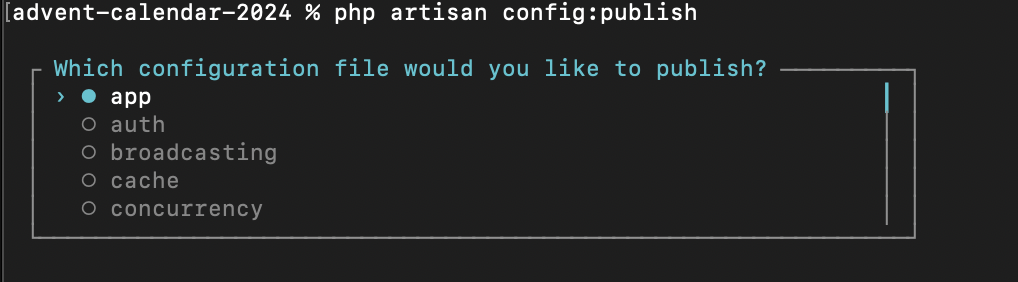 [advent-calendar-2024 % php artisan config:publish
Which configuration file would you like to publish?
› ● app
○ auth
○ broadcasting
○ cache
○ concurrency